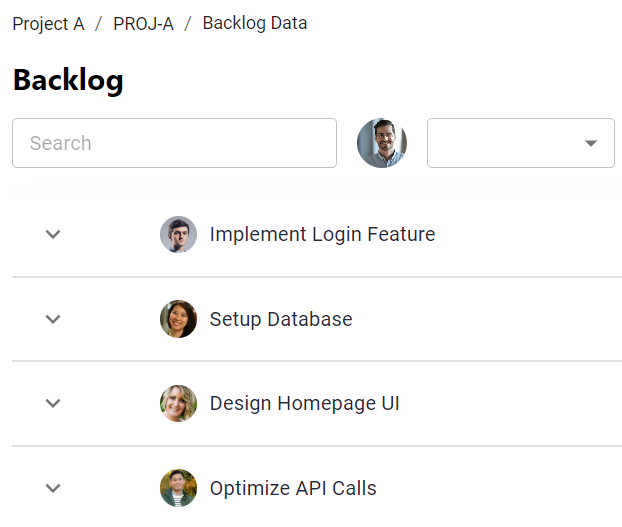 Project A / PROJ-A / Backlog Data
Backlog
Search
Implement Login Feature
Setup Database
Design Homepage UI
Optimize API Calls